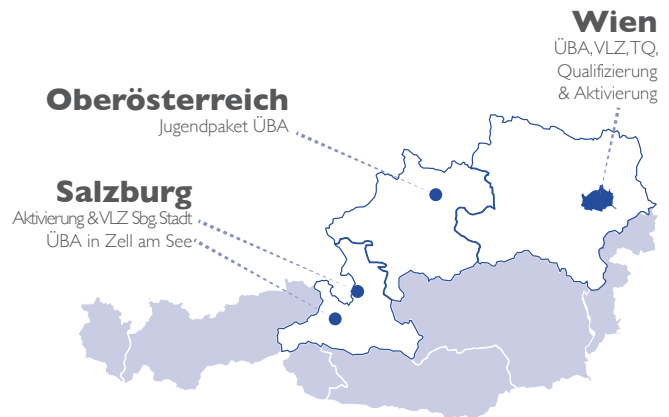 Wien
ÜBA, VLZ, TQ,
Qualifizierung
& Aktivierung
Oberösterreich
Jugendpaket ÜBA
Salzburg
Aktivierung & VLZ Sbg. Stadt
ÜBA in Zell am See